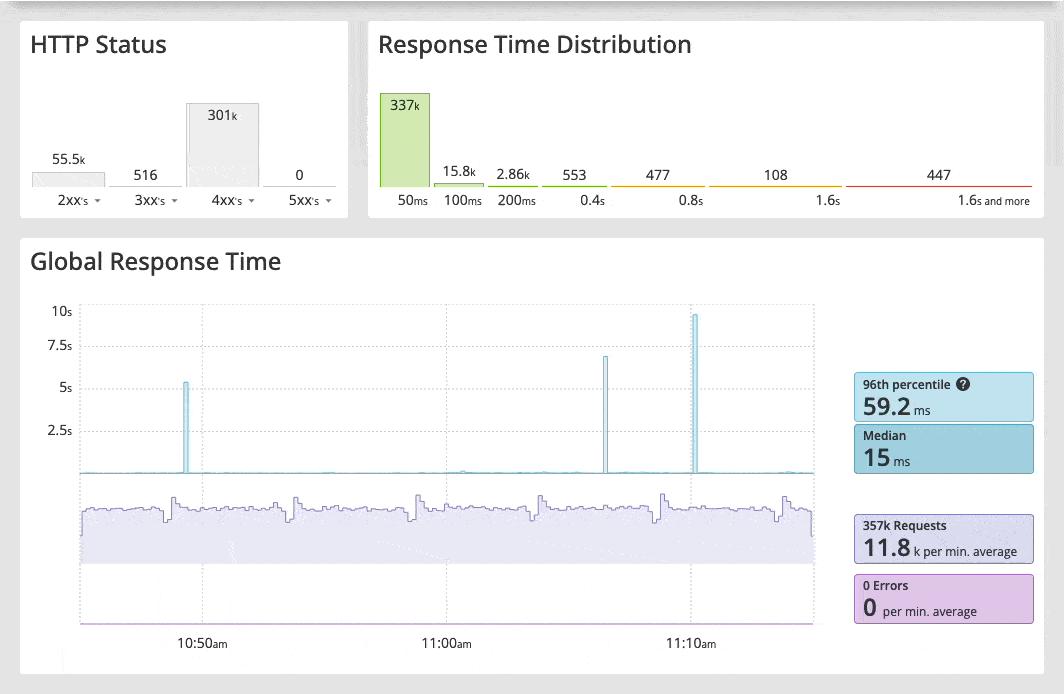 HTTP Status
55.5k
516
301k
0
2xx's
3xx's
4xx's
5xx's
Response Time Distribution
337k
15.8k
2.86k
553
477
108
447
50ms
100ms
200ms
0.4s
0.8s
1.6s
1.6s and more
Global Response Time
10s
7.5s
5s
2.5s
10:50am
11:00am
11:10am
96th percentile ?
59.2 ms
Median
15 ms
357k Requests
11.8 k per min. average
0 Errors
0 per min. average